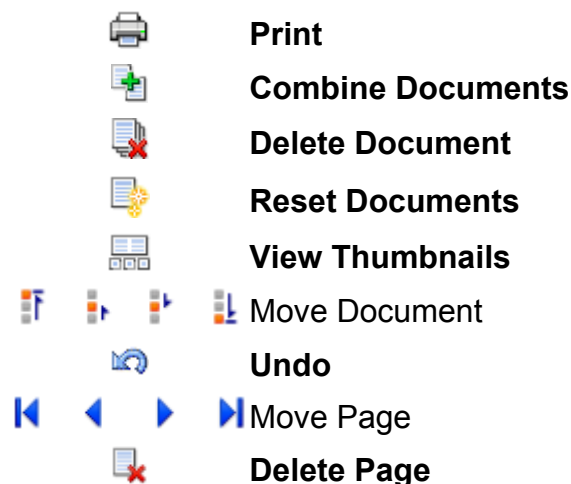 Print
Combine Documents
Delete Document
Reset Documents
View Thumbnails
Move Document
Undo
Move Page
Delete Page